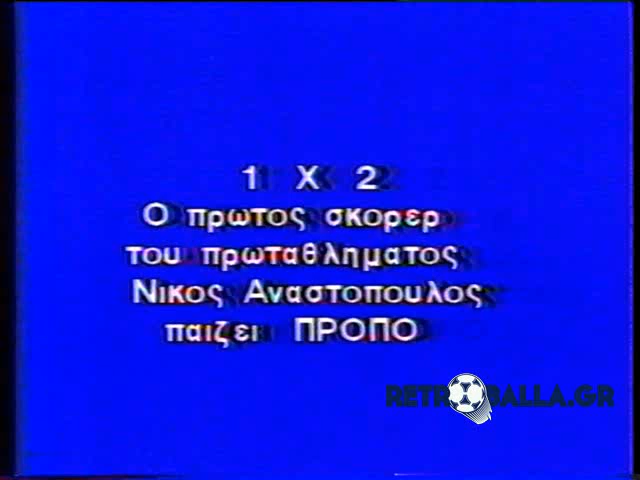 1 X 2
Ο πρωτος σκορερ
του πρωταθληματος
Νικος Αναστοπουλος
παιζει ΠΡΟΠΟ
RETROBALLA.GR